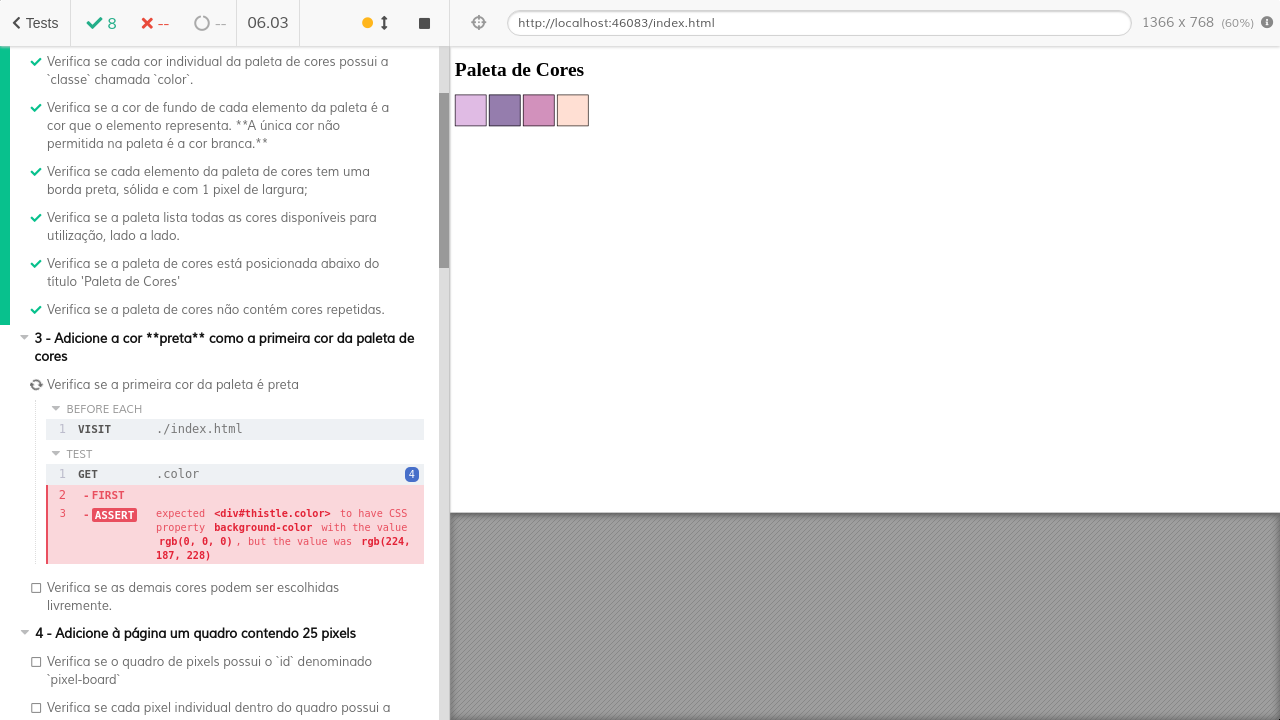 Tests
8
--
--
06.03
http://localhost:46083/index.html
1366 x 768 (60%)
Verifica se cada cor individual da paleta de cores possui a
`classe` chamada `color`.
Verifica se a cor de fundo de cada elemento da paleta é a
cor que o elemento representa. **A única cor não
permitida na paleta é a cor branca.**
Verifica se cada elemento da paleta de cores tem uma
borda preta, sólida e com 1 pixel de largura;
Verifica se a paleta lista todas as cores disponíveis para
utilização, lado a lado.
Verifica se a paleta de cores está posicionada abaixo do
título 'Paleta de Cores'
Verifica se a paleta de cores não contém cores repetidas.
3 - Adicione a cor **preta** como a primeira cor da paleta de
cores
Verifica se a primeira cor da paleta é preta
BEFORE EACH
1 VISIT ./index.html
TEST
1 GET .color 4
2 - FIRST
3 - ASSERT expected <div#thistle.color> to have CSS
property background-color with the value
rgb(0, 0, 0), but the value was rgb(224,
187, 228)
Verifica se as demais cores podem ser escolhidas
livremente.
4 - Adicione à página um quadro contendo 25 pixels
Verifica se o quadro de pixels possui o `id` denominado
`pixel-board`
Verifica se cada pixel individual dentro do quadro possui a
Paleta de Cores